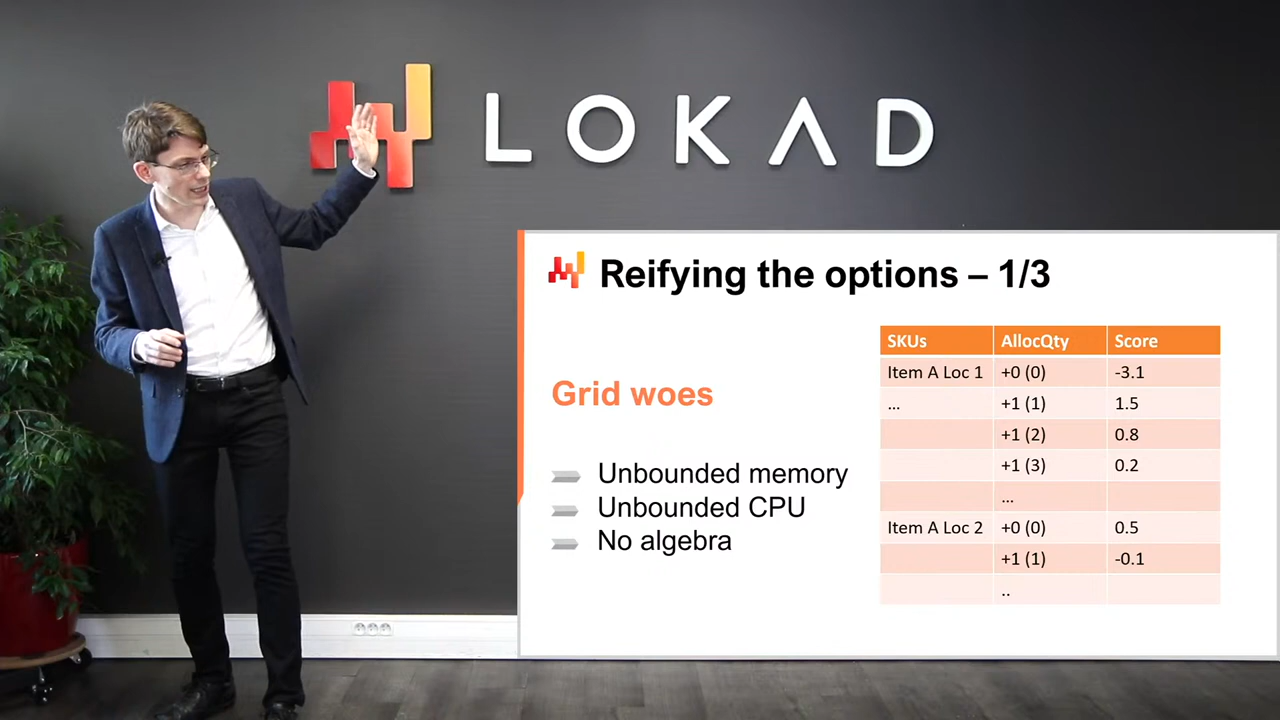 LOKAD
Reifying the options – 1/3
Grid woes
Unbounded memory
Unbounded CPU
No algebra
SKUs AllocQty Score
Item A Loc 1 +0 (0) -3.1
... +1 (1) 1.5
+1 (2) 0.8
+1 (3) 0.2
...
Item A Loc 2 +0 (0) 0.5
+1 (1) -0.1
..